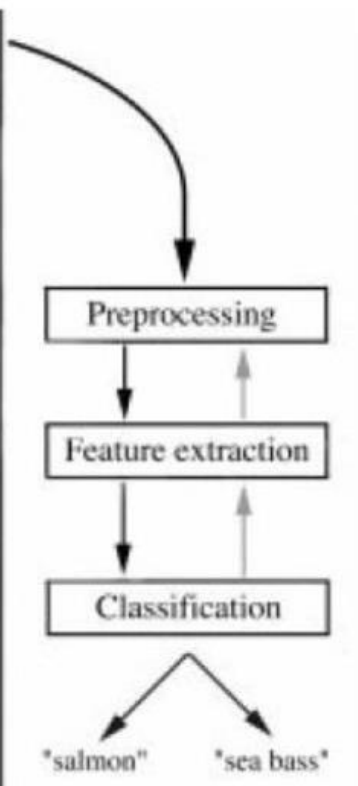 Preprocessing
Feature extraction
Classification
"salmon" "sea bass"